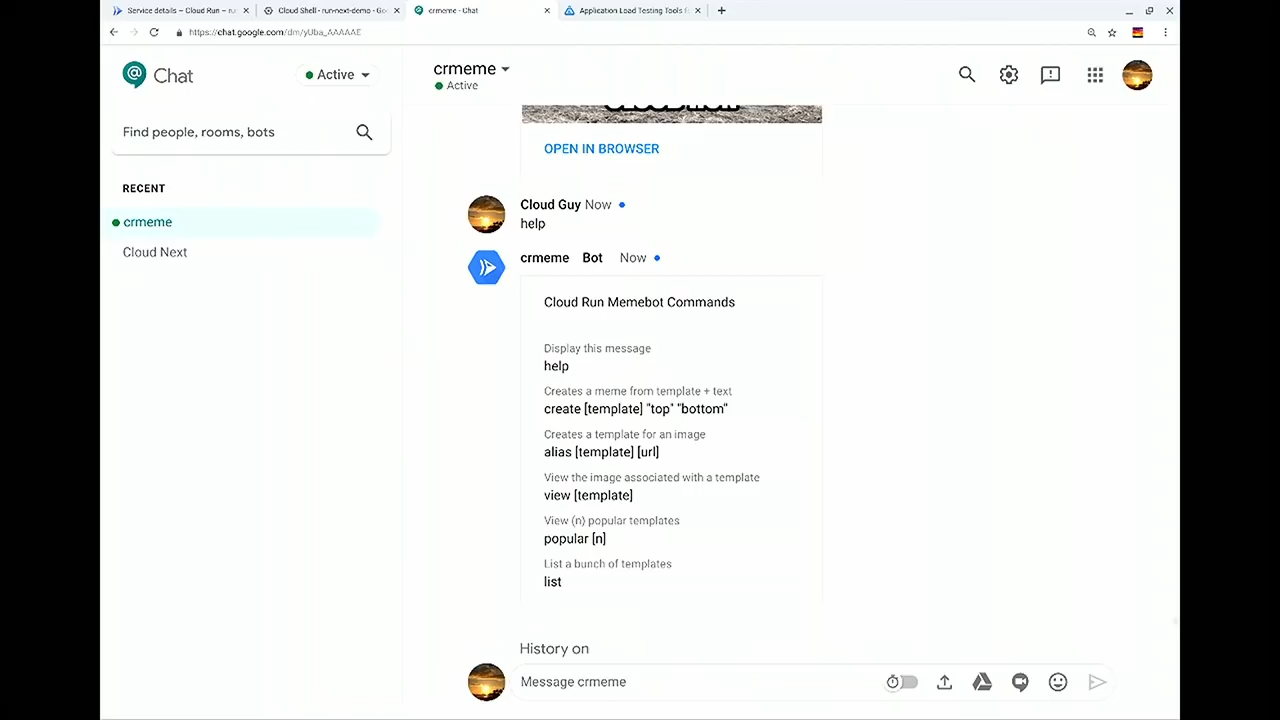 Service details – Cloud Run – ru
Cloud Shell - run-next-demo - Goo
crmeme - Chat
Application Load Testing Tools fo
https://chat.google.com/dm/yUba_AAAAAE
Chat
Active
crmeme
Active
Find people, rooms, bots
RECENT
crmeme
Cloud Next
OPEN IN BROWSER
Cloud Guy Now
help
crmeme Bot Now
Cloud Run Memebot Commands
Display this message
help
Creates a meme from template + text
create [template] "top" "bottom"
Creates a template for an image
alias [template] [url]
View the image associated with a template
view [template]
View (n) popular templates
popular [n]
List a bunch of templates
list
History on
Message crmeme